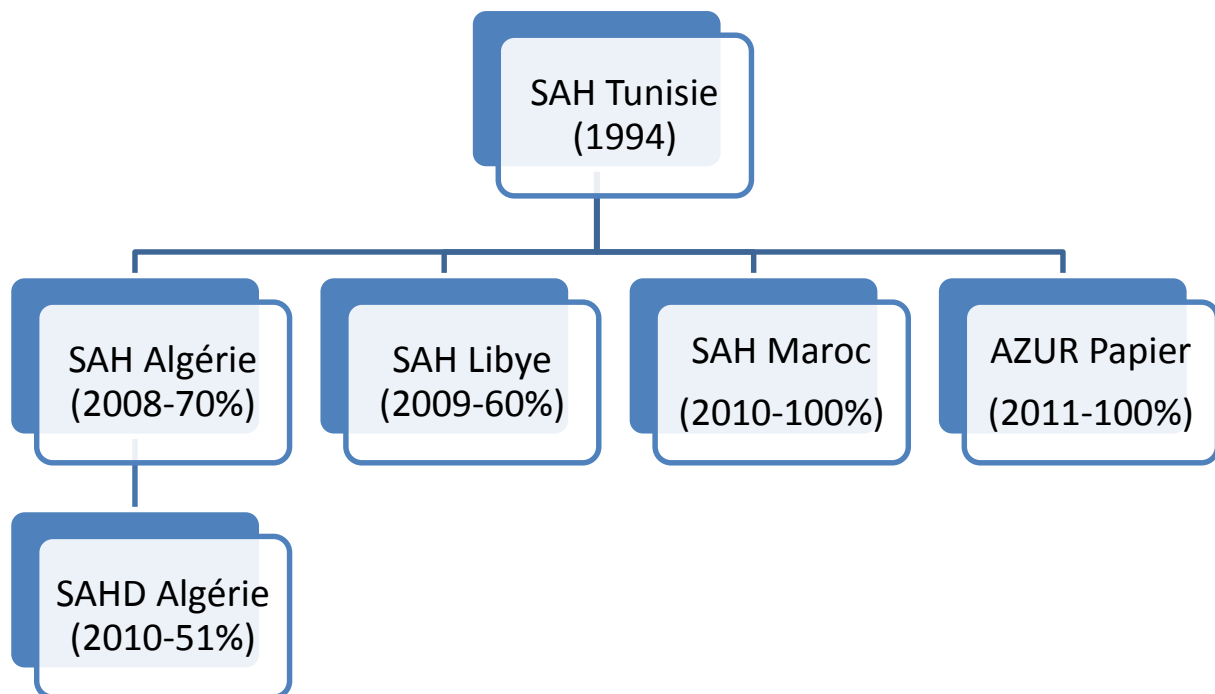 SAH Tunisie
(1994)
SAH Algérie
(2008-70%)
SAH Libye
(2009-60%)
SAH Maroc
(2010-100%)
AZUR Papier
(2011-100%)
SAHD Algérie
(2010-51%)